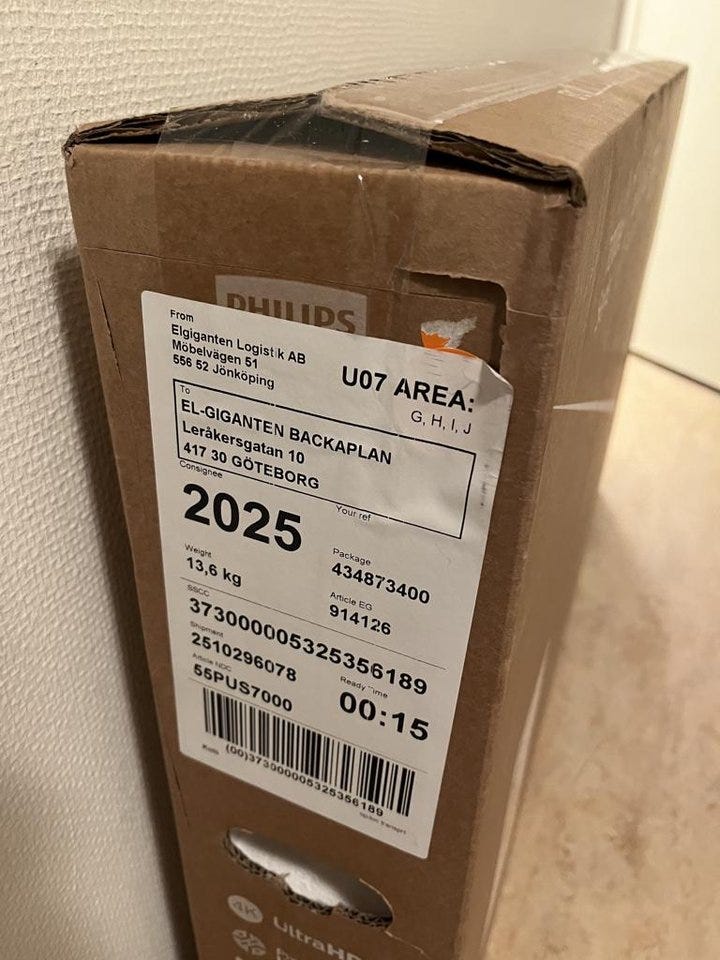 PHILIPS
From
Elgiganten Logistik AB
Möbelvägen 51
556 52 Jönköping
U07 AREA:
G, H, I, J
To
EL-GIGANTEN BACKAPLAN
Leråkersgatan 10
417 30 GÖTEBORG
Consignee
Your ref
2025
Weight
13,6 kg
Package
434873400
Article EG
914126
SSCC
373000005325356189
Shipment
2510296078
Ready Time
00:15
Article NDC
55PUS7000
Kolli (00)373000005325356189
4K
UltraHD